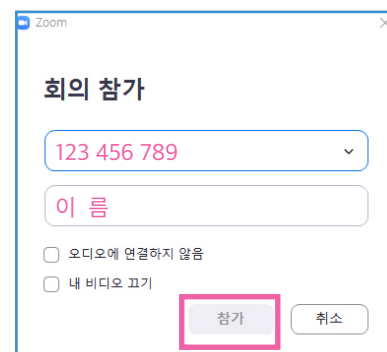 Zoom
회의 참가
123 456 789
이 름
오디오에 연결하지 않음
내 비디오 끄기
참가 취소